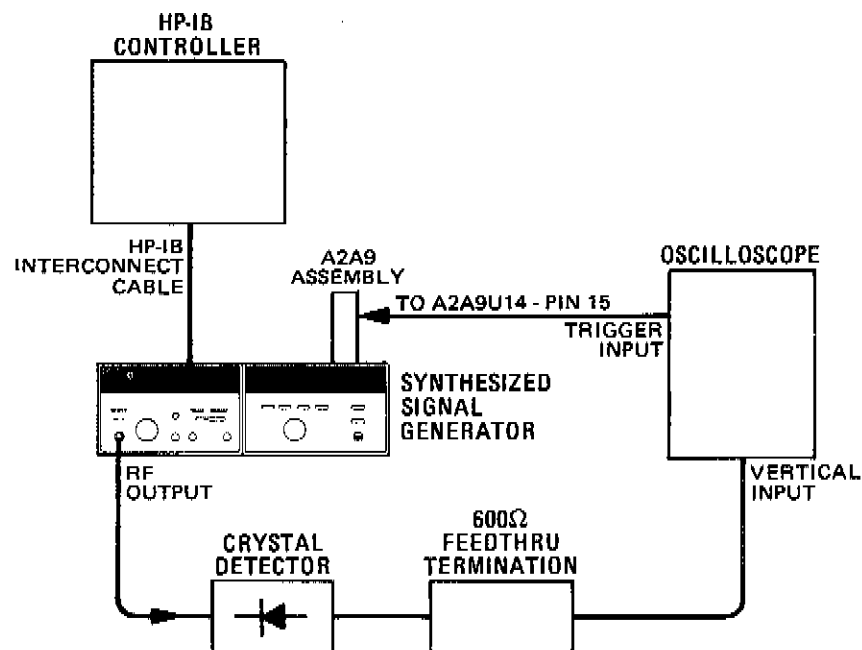 HP-IB
CONTROLLER
HP-IB
INTERCONNECT
CABLE
A2A9
ASSEMBLY
TO A2A9U14 - PIN 15
TRIGGER
INPUT
OSCILLOSCOPE
SYNTHESIZED
SIGNAL
GENERATOR
RF
OUTPUT
VERTICAL
INPUT
CRYSTAL
DETECTOR
600Ω
FEEDTHRU
TERMINATION